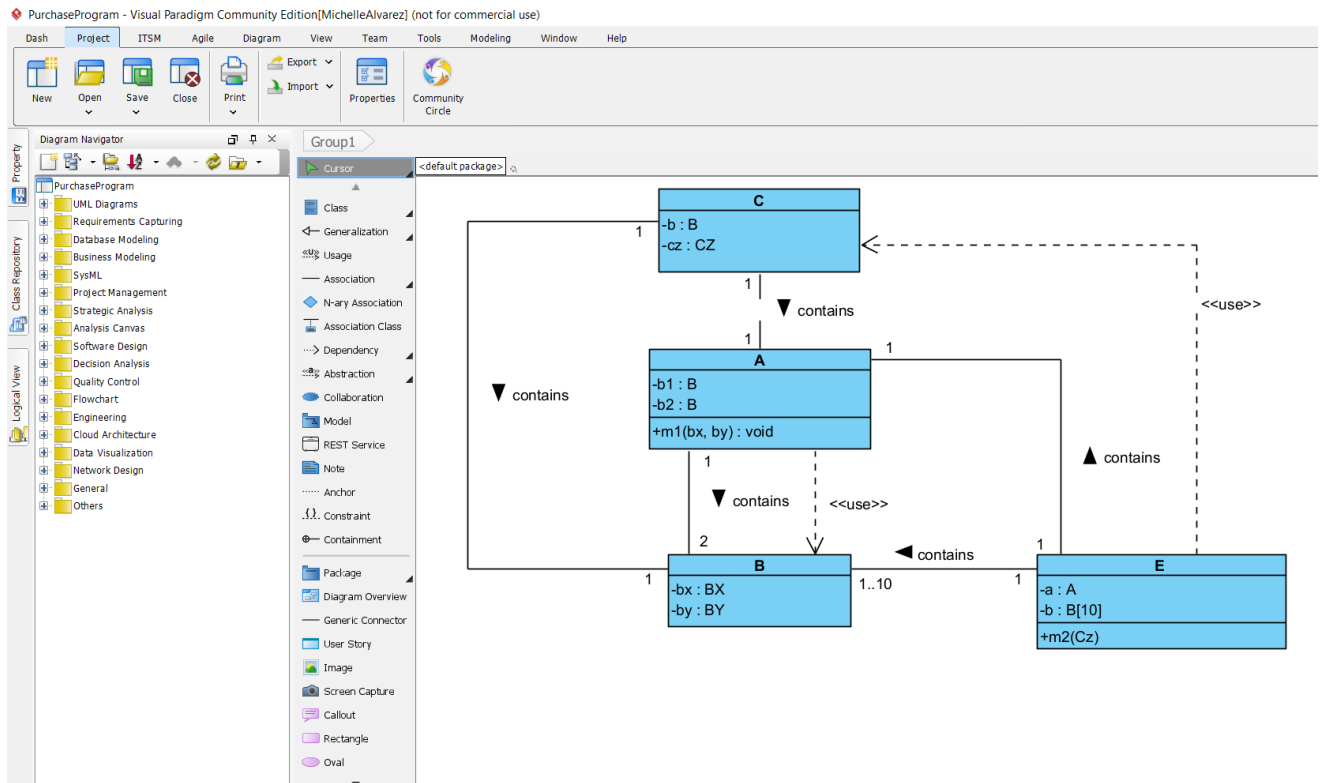 PurchaseProgram - Visual Paradigm Community Edition[MichelleAlvarez] (not for commercial use)
Dash Project ITSM Agile Diagram View Team Tools Modeling Window Help
New Open Save Close Print Export Import Properties Community Circle
Property
Class Repository
Logical View
Diagram Navigator
PurchaseProgram
UML Diagrams
Requirements Capturing
Database Modeling
Business Modeling
SysML
Project Management
Strategic Analysis
Analysis Canvas
Software Design
Decision Analysis
Quality Control
Flowchart
Engineering
Cloud Architecture
Data Visualization
Network Design
General
Others
Group1
Cursor
<default package>
Class
Generalization
<<U>> Usage
Association
N-ary Association
Association Class
Dependency
<<a>> Abstraction
Collaboration
Model
REST Service
Note
Anchor
{} Constraint
Containment
Package
Diagram Overview
Generic Connector
User Story
Image
Screen Capture
Callout
Rectangle
Oval
C
-b : B
-cz : CZ
1
1
contains
1
<<use>>
A
-b1 : B
-b2 : B
+m1(bx, by) : void
1
contains
1
contains
<<use>>
contains
2
B
-bx : BX
-by : BY
1
contains
1..10
1
1
E
-a : A
-b : B[10]
+m2(Cz)